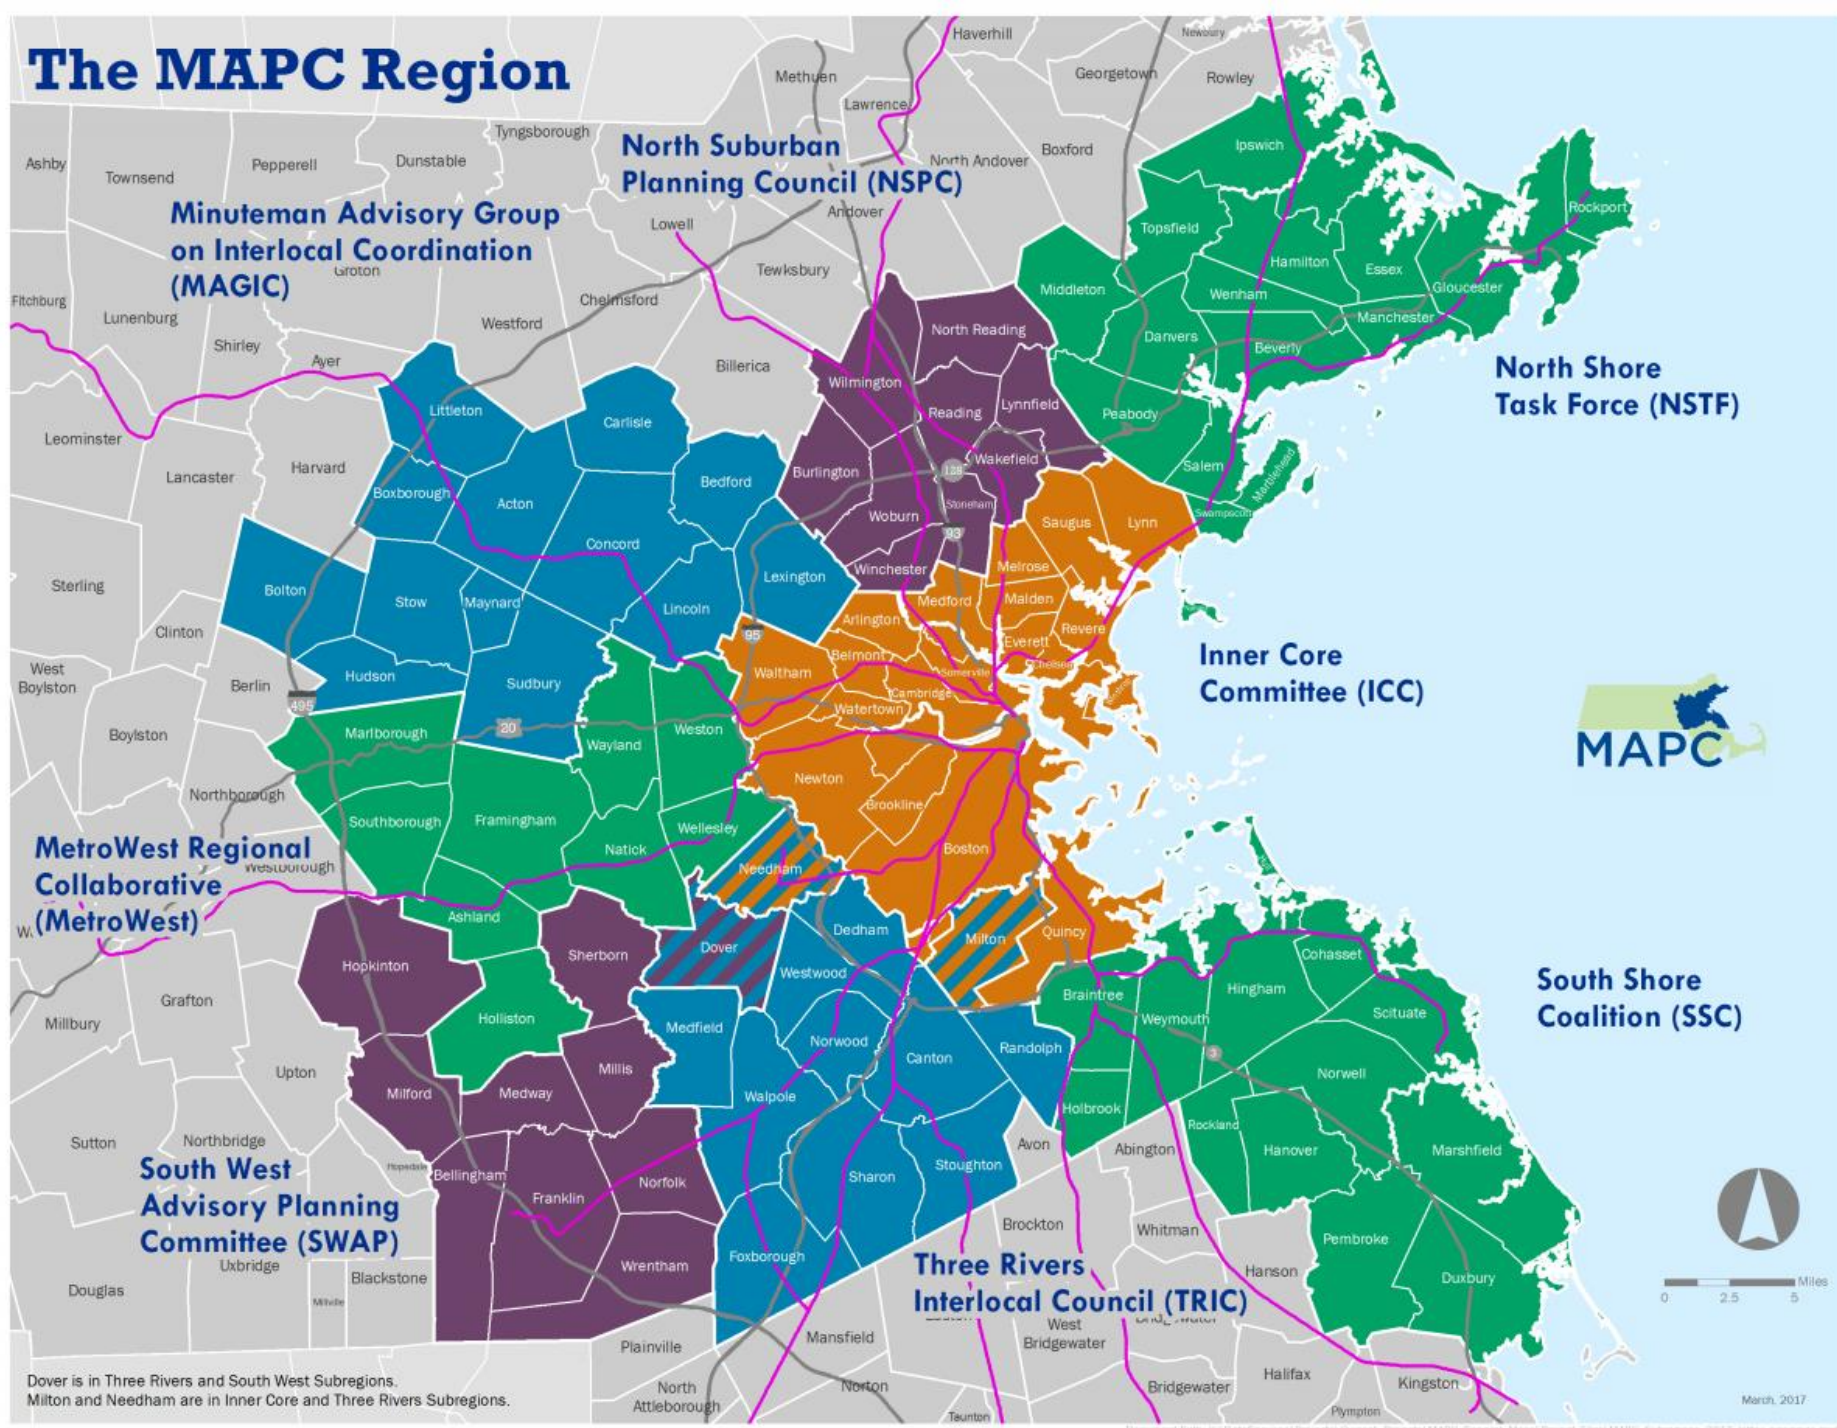 The MAPC Region
Haverhill
Newbury
Methuen
Georgetown
Rowley
Lawrence
Tyngsborough
Ipswich
Ashby
Townsend
Pepperell
Dunstable
North Suburban
Planning Council (NSPC)
North Andover
Boxford
Minuteman Advisory Group
on Interlocal Coordination
(MAGIC)
Groton
Lowell
Andover
Topsfield
Rockport
Tewksbury
Hamilton
Essex
Fitchburg
Lunenburg
Chelmsford
Middleton
Wenham
Gloucester
Westford
Shirley
North Reading
Danvers
Manchester
Beverly
Ayer
Billerica
Wilmington
North Shore
Task Force (NSTF)
Littleton
Carlisle
Reading
Lynnfield
Peabody
Leominster
Lancaster
Harvard
Boxborough
Acton
Bedford
Burlington
128
Wakefield
Salem
Marblehead
Woburn
Stoneham
Saugus
Lynn
Swampscott
93
Concord
Winchester
Melrose
Lexington
Sterling
Bolton
Stow
Maynard
Lincoln
Medford
Malden
Clinton
Arlington
Revere
95
Everett
Belmont
Chelsea
Inner Core
Committee (ICC)
West
Boylston
Berlin
Hudson
Sudbury
Waltham
Somerville
Cambridge
Watertown
495
20
Boylston
Marlborough
Wayland
Weston
MAPC
Newton
Northborough
Brookline
Southborough
Framingham
Wellesley
MetroWest Regional
Collaborative
(MetroWest)
Westborough
Natick
Boston
Needham
Hull
Ashland
Dedham
Milton
Quincy
Dover
Sherborn
Hopkinton
Westwood
Cohasset
South Shore
Coalition (SSC)
Grafton
Millbury
Holliston
Medfield
Norwood
Canton
Randolph
Braintree
Weymouth
Hingham
Scituate
3
Upton
Milford
Medway
Millis
Walpole
Holbrook
Norwell
Rockland
Sutton
Northbridge
Hopedale
Avon
Abington
Hanover
Marshfield
South West
Advisory Planning
Committee (SWAP)
Bellingham
Franklin
Norfolk
Sharon
Stoughton
Brockton
Whitman
Pembroke
Uxbridge
Blackstone
Wrentham
Foxborough
Three Rivers
Interlocal Council (TRIC)
Hanson
Duxbury
Douglas
Millville
Miles
0 2.5 5
Plainville
Mansfield
West
Bridgewater
Dover is in Three Rivers and South West Subregions.
Milton and Needham are in Inner Core and Three Rivers Subregions.
North
Attleborough
Norton
Taunton
Bridgewater
Halifax
Kingston
Plympton
March, 2017